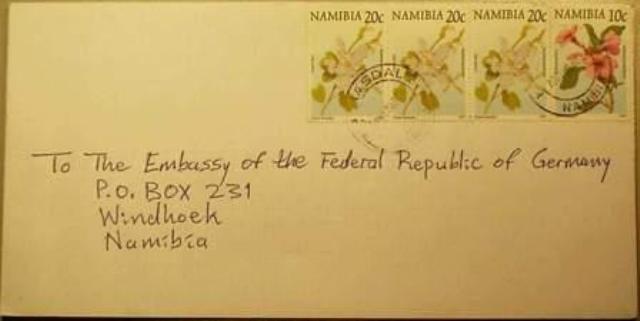 NAMIBIA 20c NAMIBIA 20c NAMIBIA 20c NAMIBIA 10c
To The Embassy of the Federal Republic of Germany
P.O. BOX 231
Windhoek
Namibia